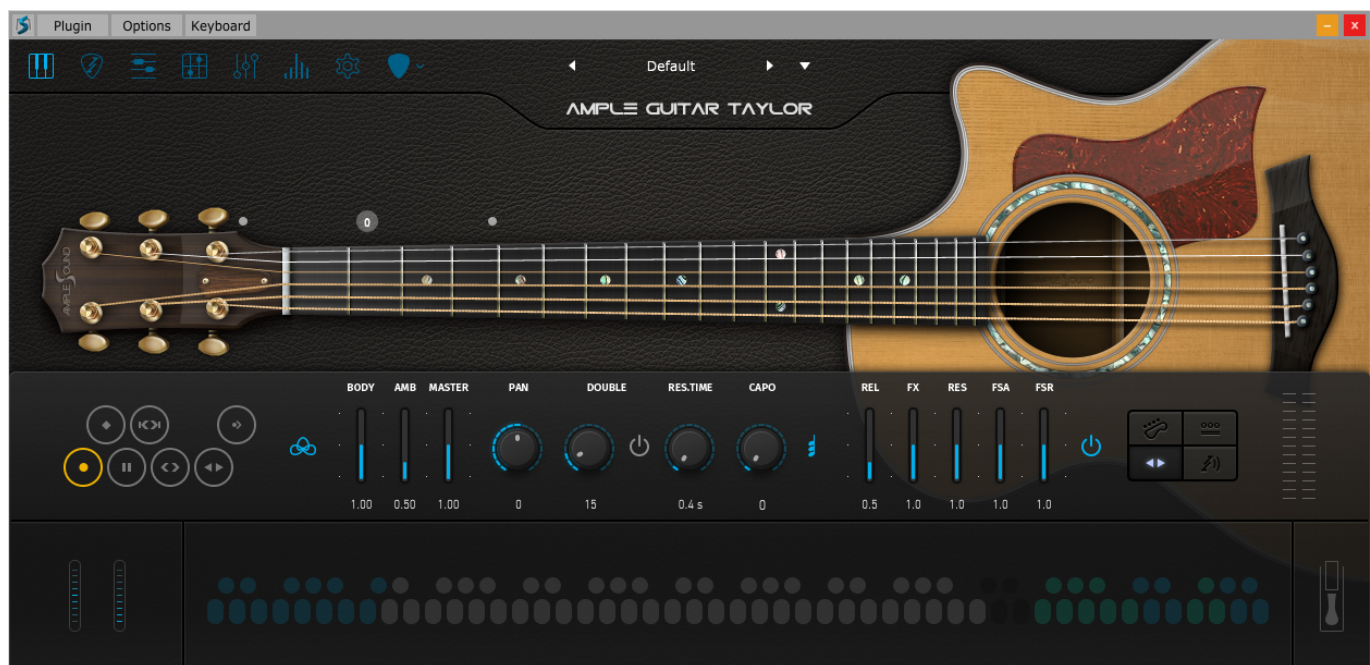 Plugin Options Keyboard
x
Default
AMPLE GUITAR TAYLOR
0
AMPLE SOUND
BODY AMB MASTER PAN DOUBLE RES.TIME CAPO REL FX RES FSA FSR
1.00 0.50 1.00 0 15 0.4 s 0 0.5 1.0 1.0 1.0 1.0